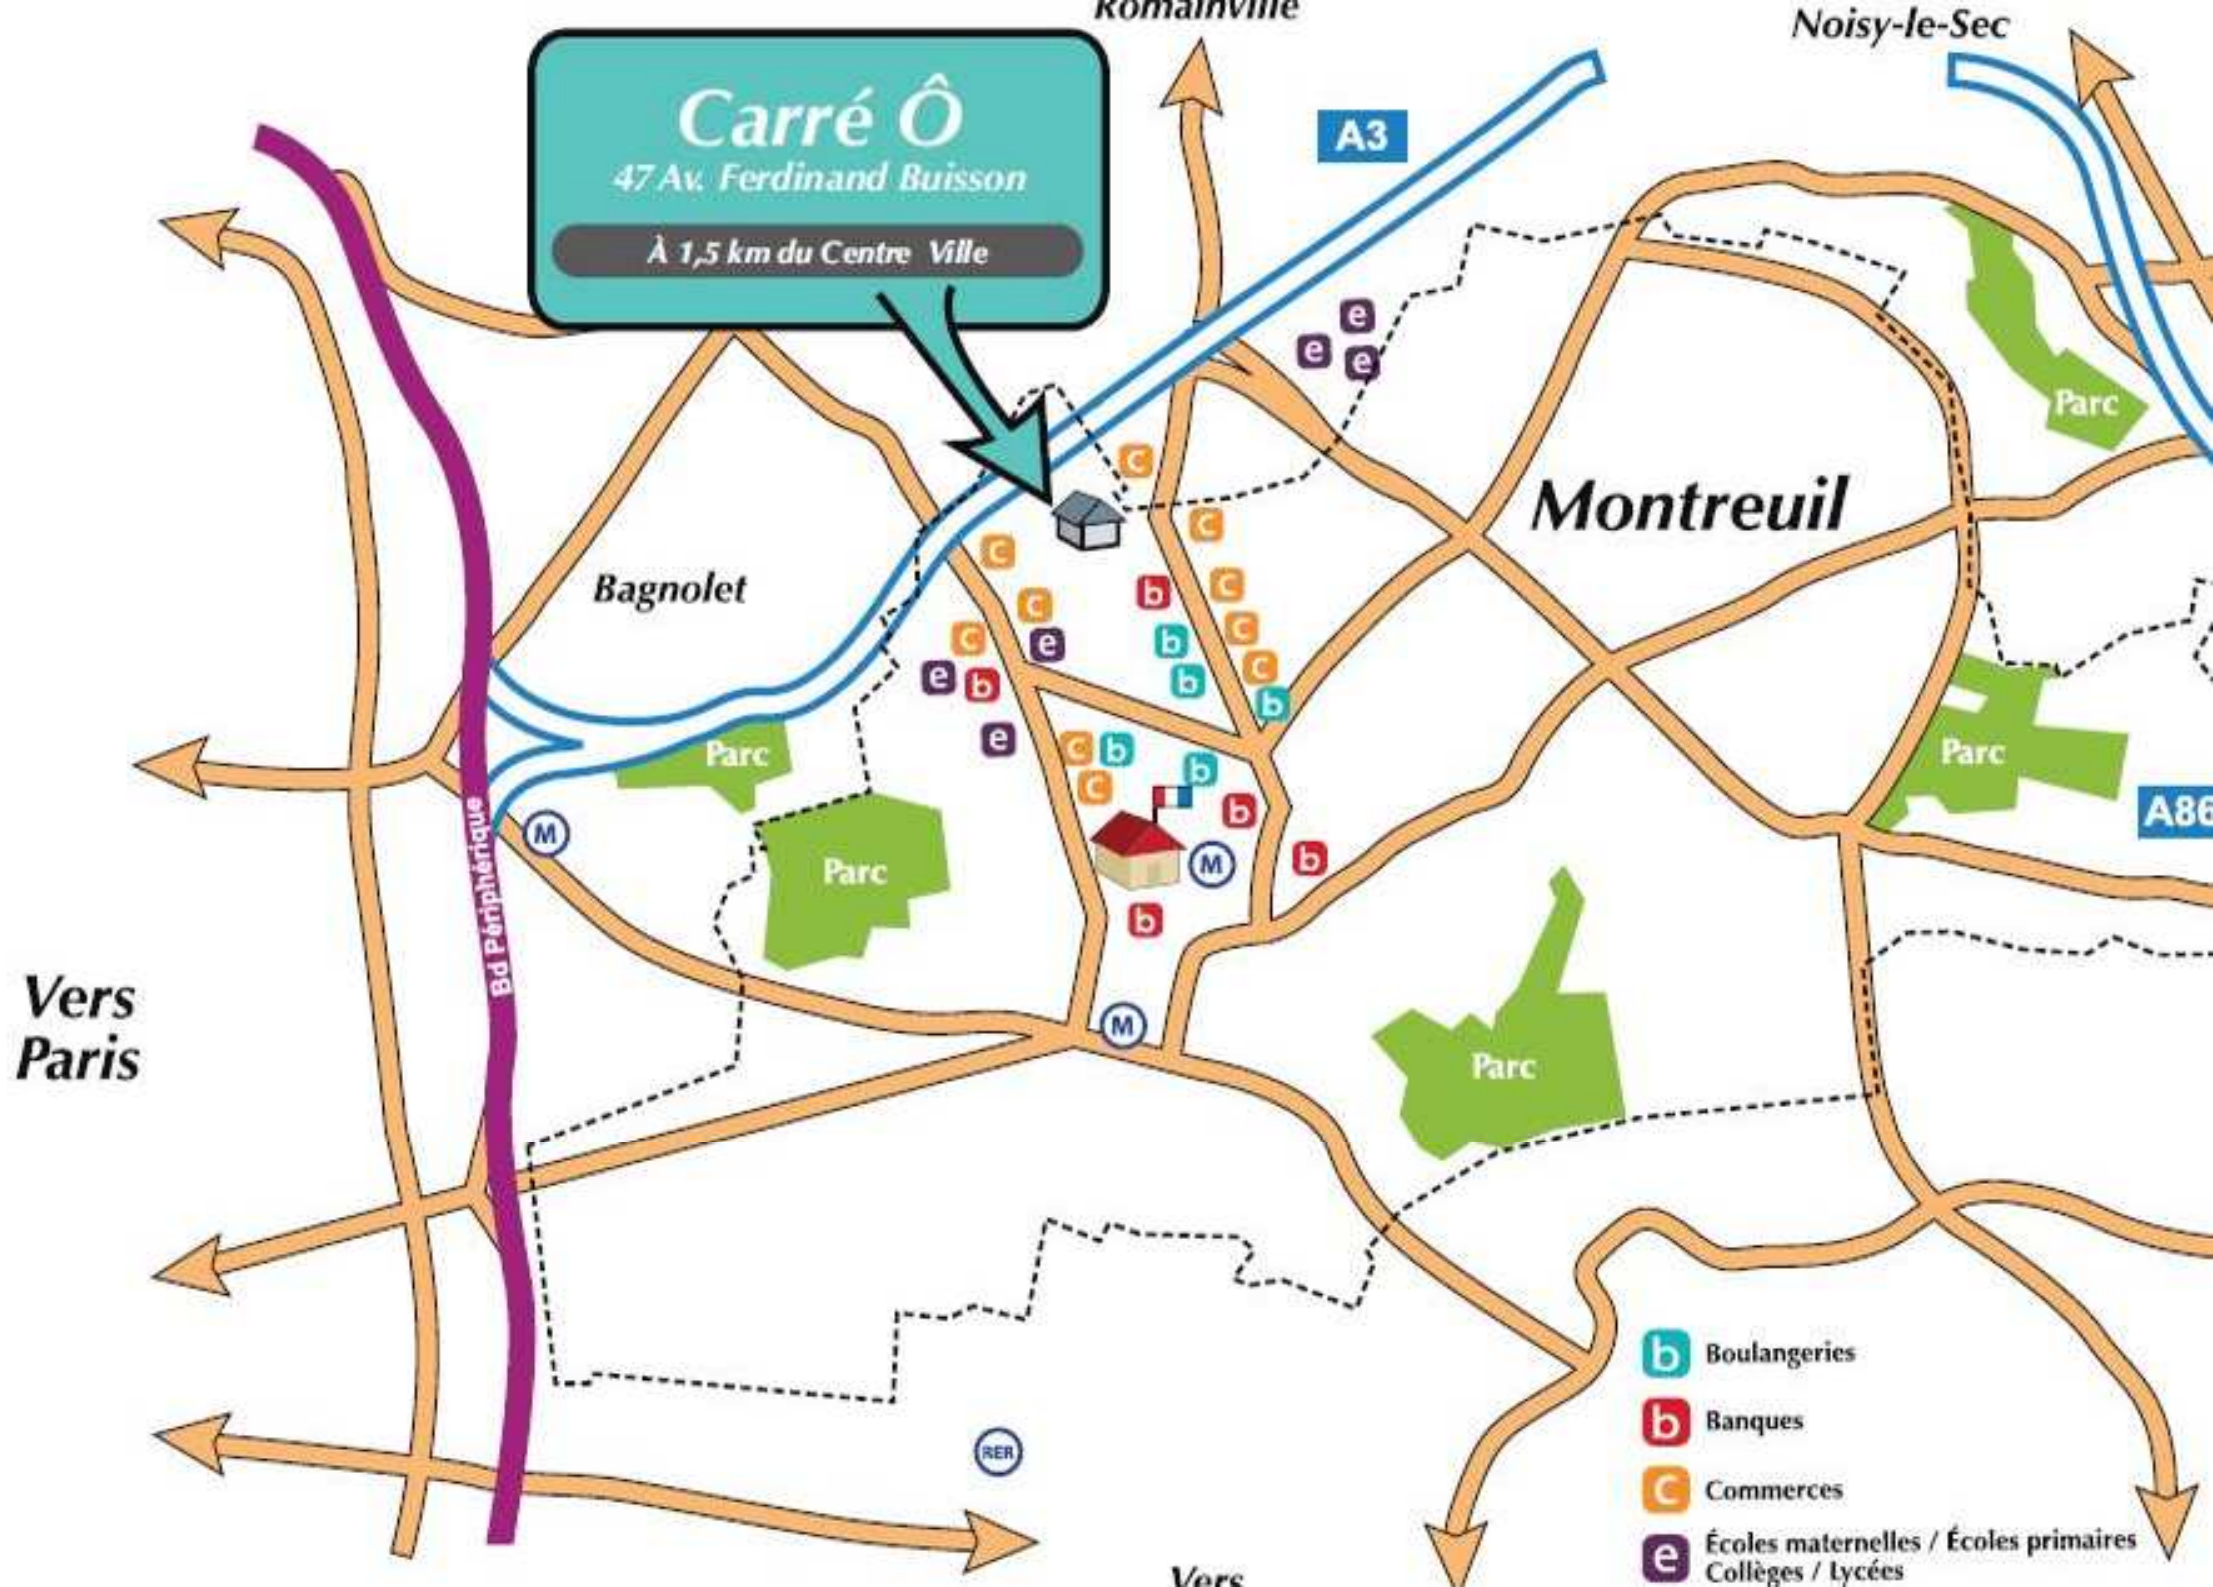 Romainville
Noisy-le-Sec
Carré Ô
47 Av. Ferdinand Buisson
À 1,5 km du Centre Ville
A3
e
e
e
Parc
c
Montreuil
c
c
Bagnolet
b
c
c
c
b
c
e
c
e
b
b
b
e
c
b
Parc
b
Parc
c
b
A86
M
M
b
Parc
Bd Périphérique
b
Vers
Paris
M
Parc
RER
b Boulangeries
b Banques
c Commerces
e Écoles maternelles / Écoles primaires
Collèges / Lycées
Vers